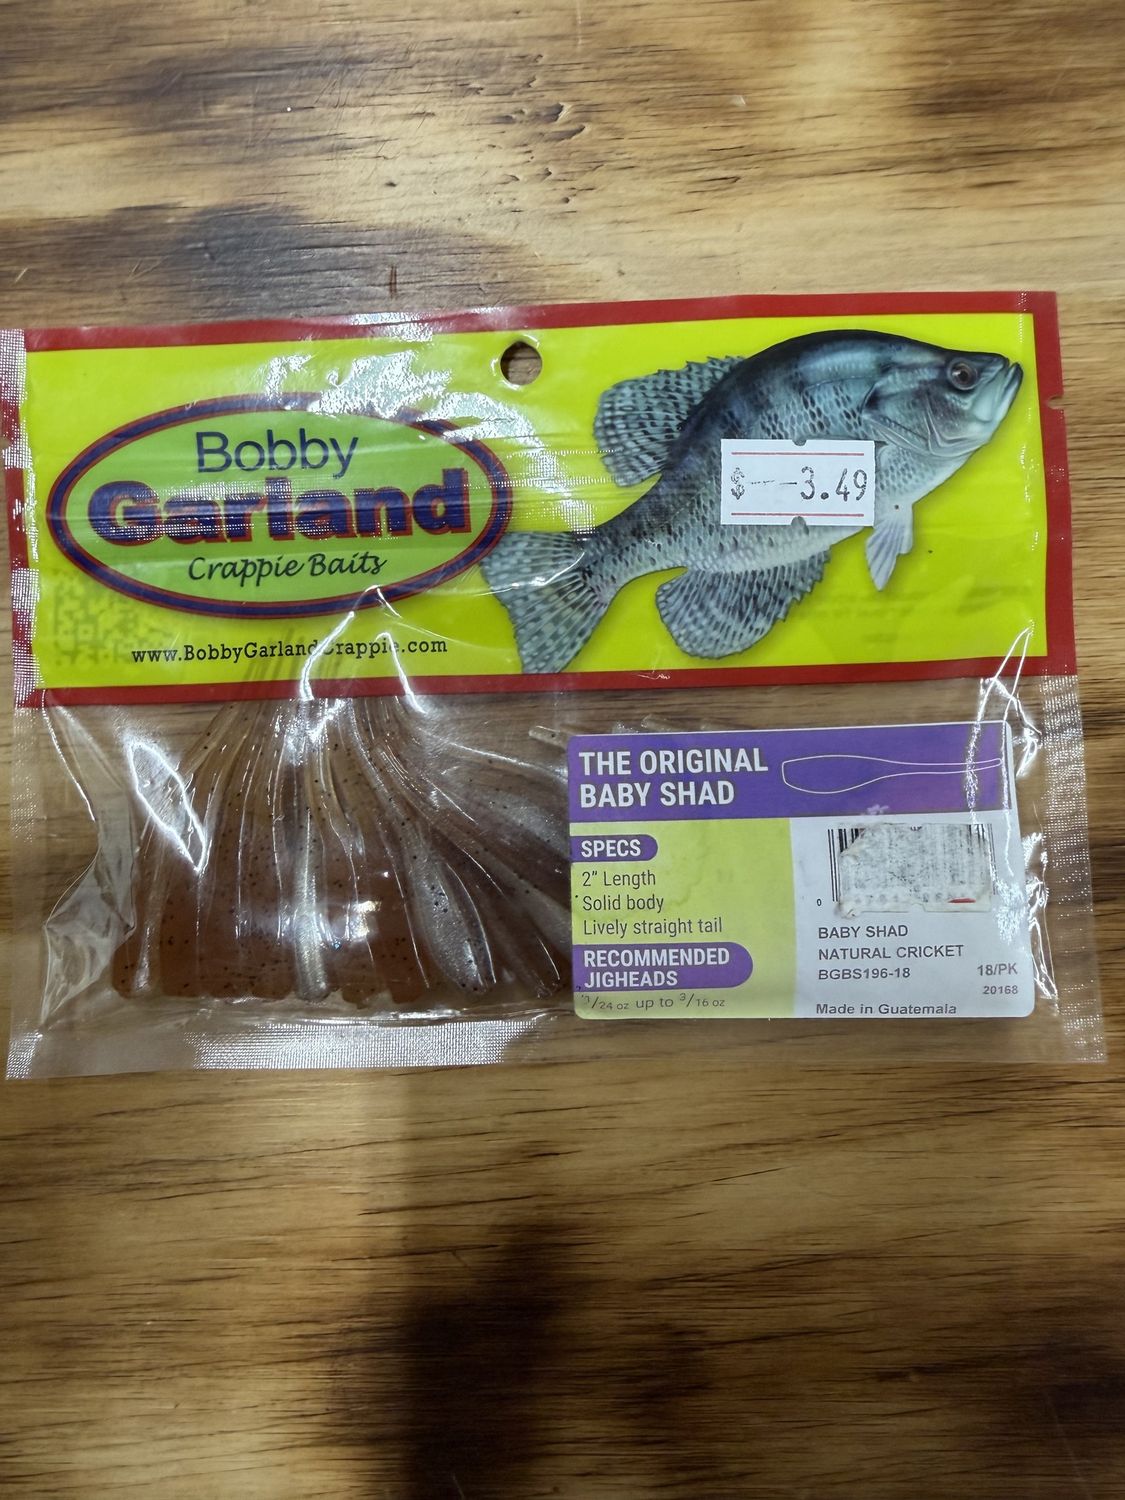 Bobby
Garland
Crappie Baits
www.BobbyGarlandCrappie.com
$--3.49
THE ORIGINAL
BABY SHAD
SPECS
2” Length
Solid body
Lively straight tail
RECOMMENDED
JIGHEADS
/24 oz up to 3/16 oz
0
BABY SHAD
NATURAL CRICKET
BGBS196-18
18/PK
20168
Made in Guatemala